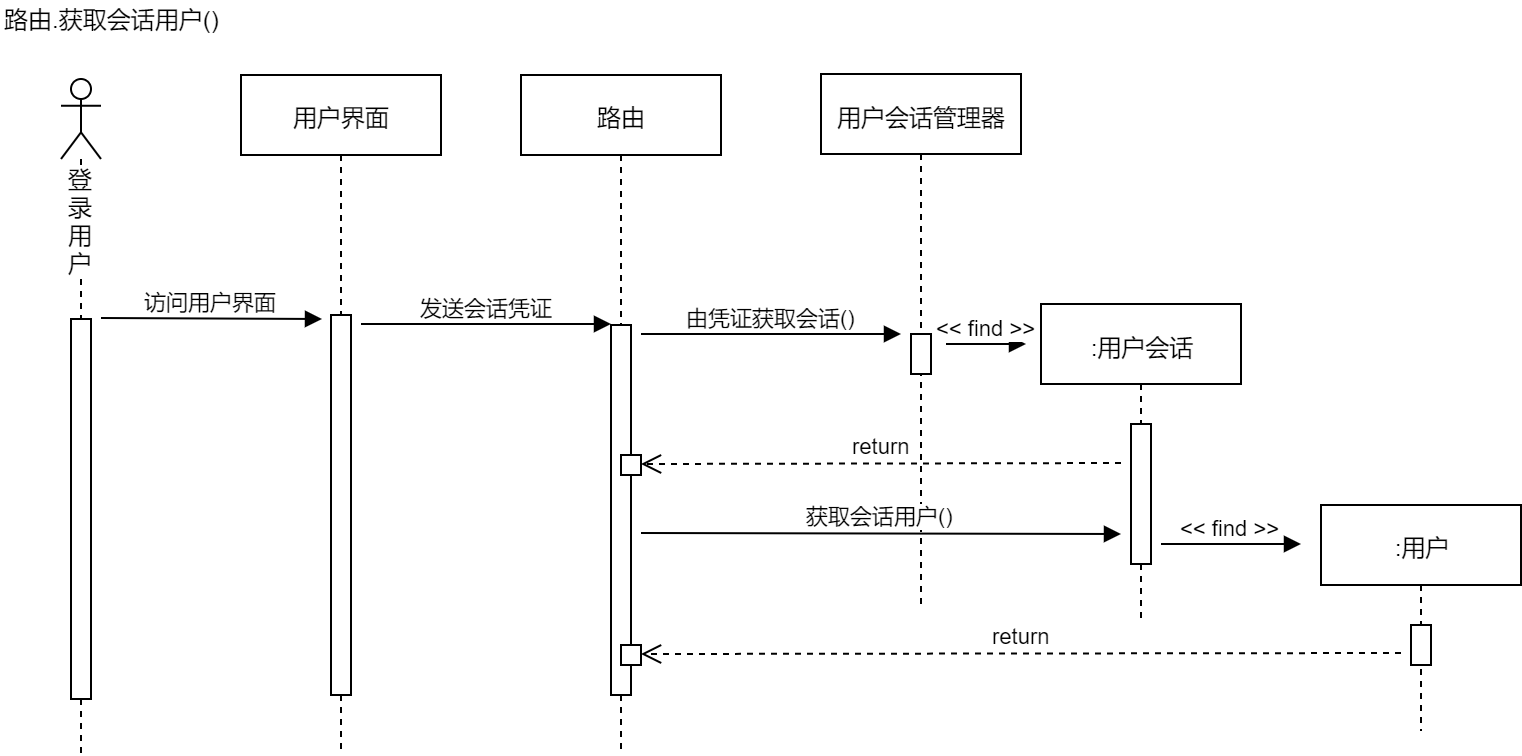 路由.获取会话用户()
用户界面
路由
用户会话管理器
登
录
用
户
访问用户界面
发送会话凭证
由凭证获取会话()
<< find >>
:用户会话
return
获取会话用户()
<< find >>
:用户
return